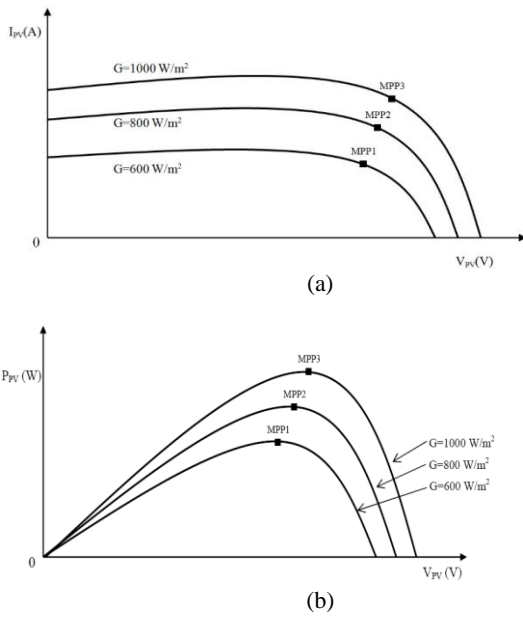 I_PV(A)
G=1000 W/m²
MPP3
MPP2
G=800 W/m²
MPP1
G=600 W/m²
0
V_PV(V)
(a)
P_PV (W)
MPP3
MPP2
MPP1
G=1000 W/m²
G=800 W/m²
G=600 W/m²
0
V_PV (V)
(b)